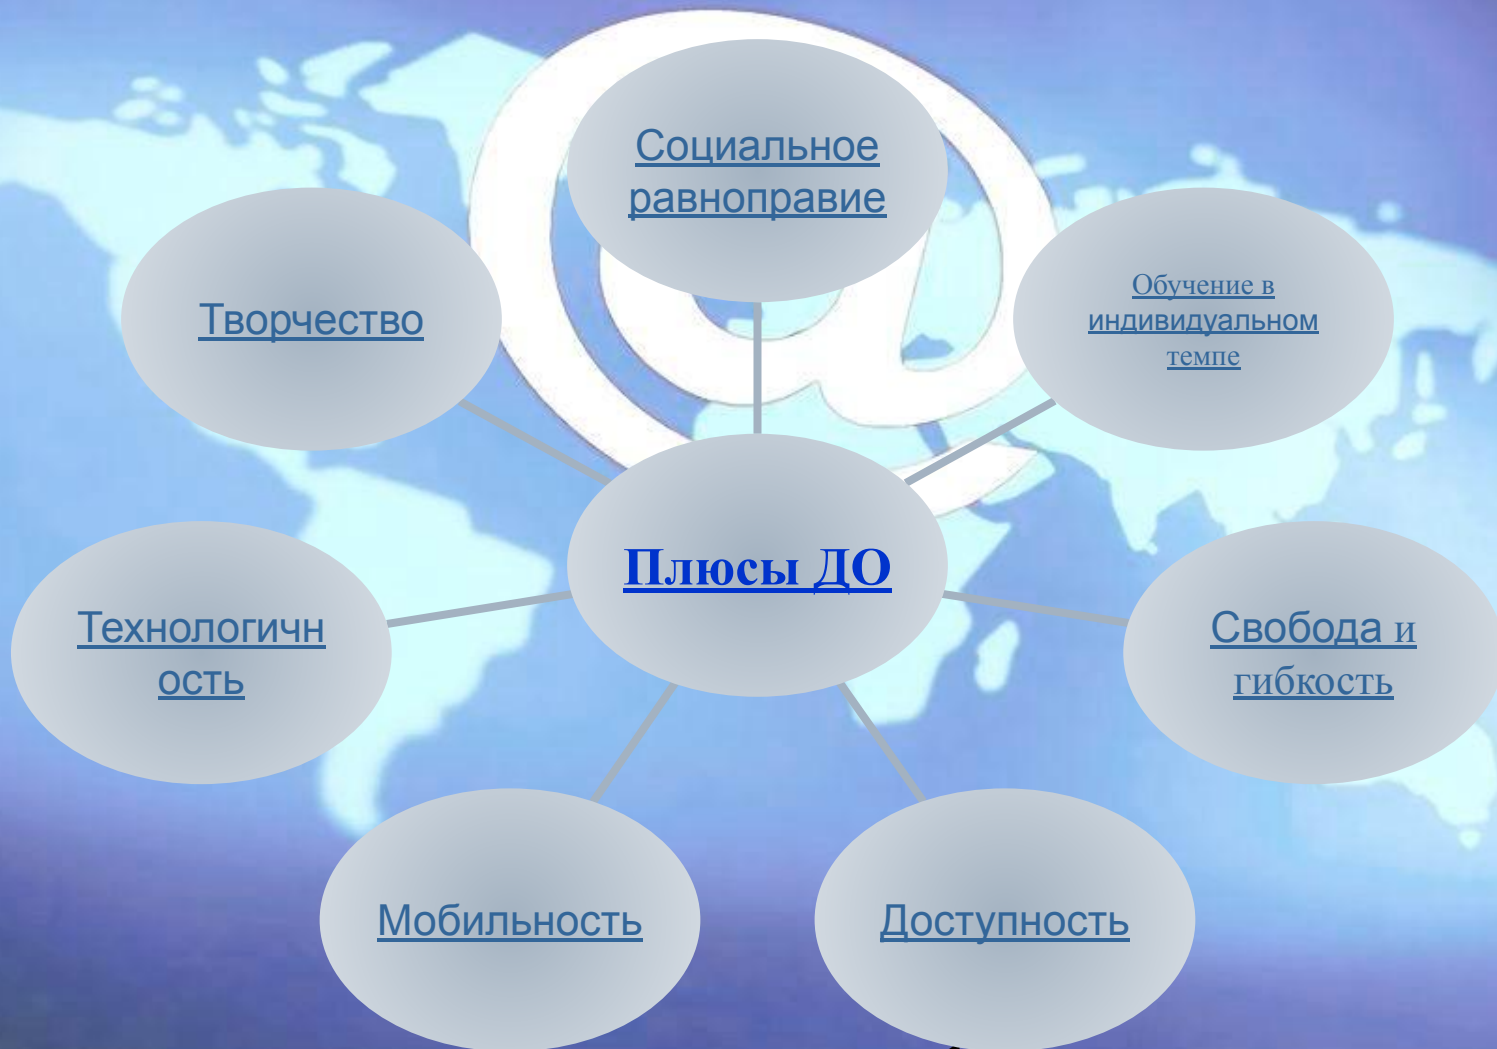 Социальное
равноправие
Творчество
Обучение в
индивидуальном
темпе
Плюсы ДО
Технологичн
ость
Свобода и
гибкость
Мобильность
Доступность